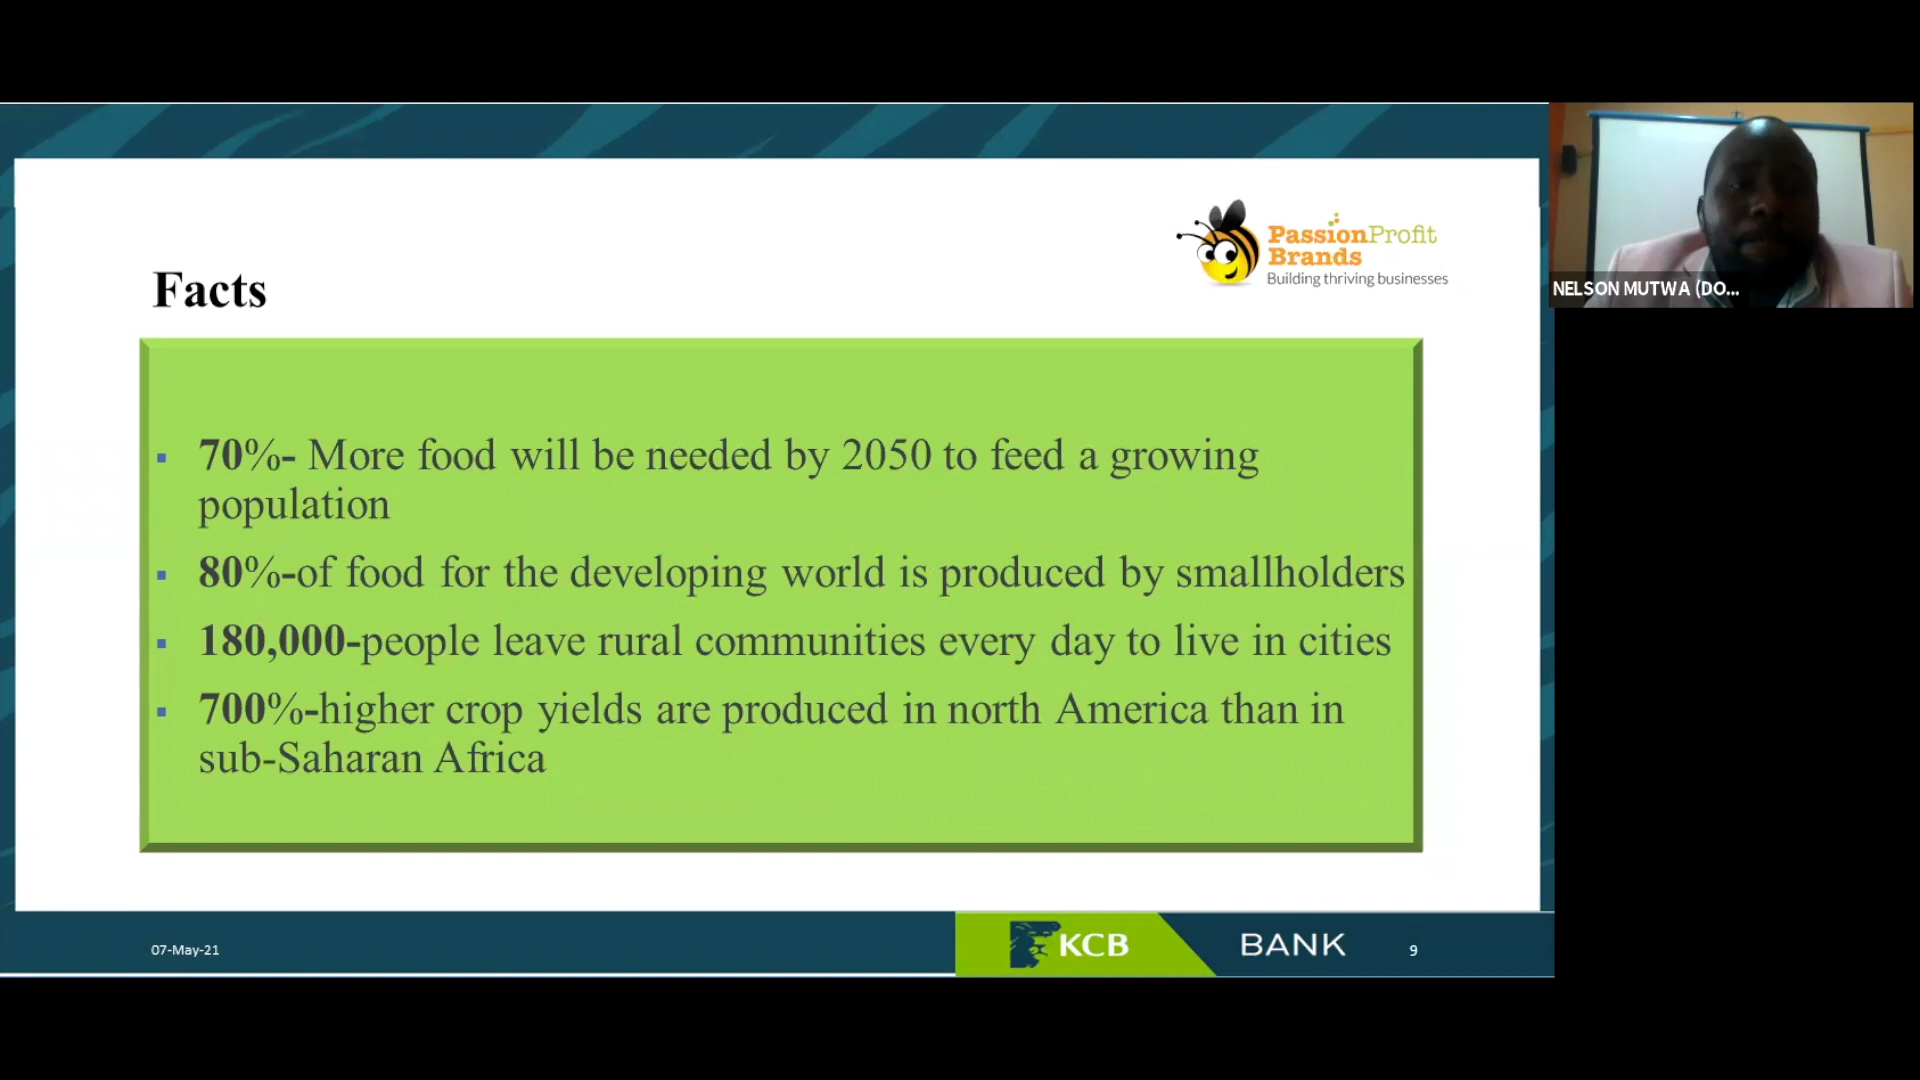 PassionProfit
Brands
Building thriving businesses
Facts
▪ 70%- More food will be needed by 2050 to feed a growing
population
▪ 80%-of food for the developing world is produced by smallholders
▪ 180,000-people leave rural communities every day to live in cities
▪ 700%-higher crop yields are produced in north America than in
sub-Saharan Africa
07-May-21
KCB BANK
9
NELSON MUTWA (DO...